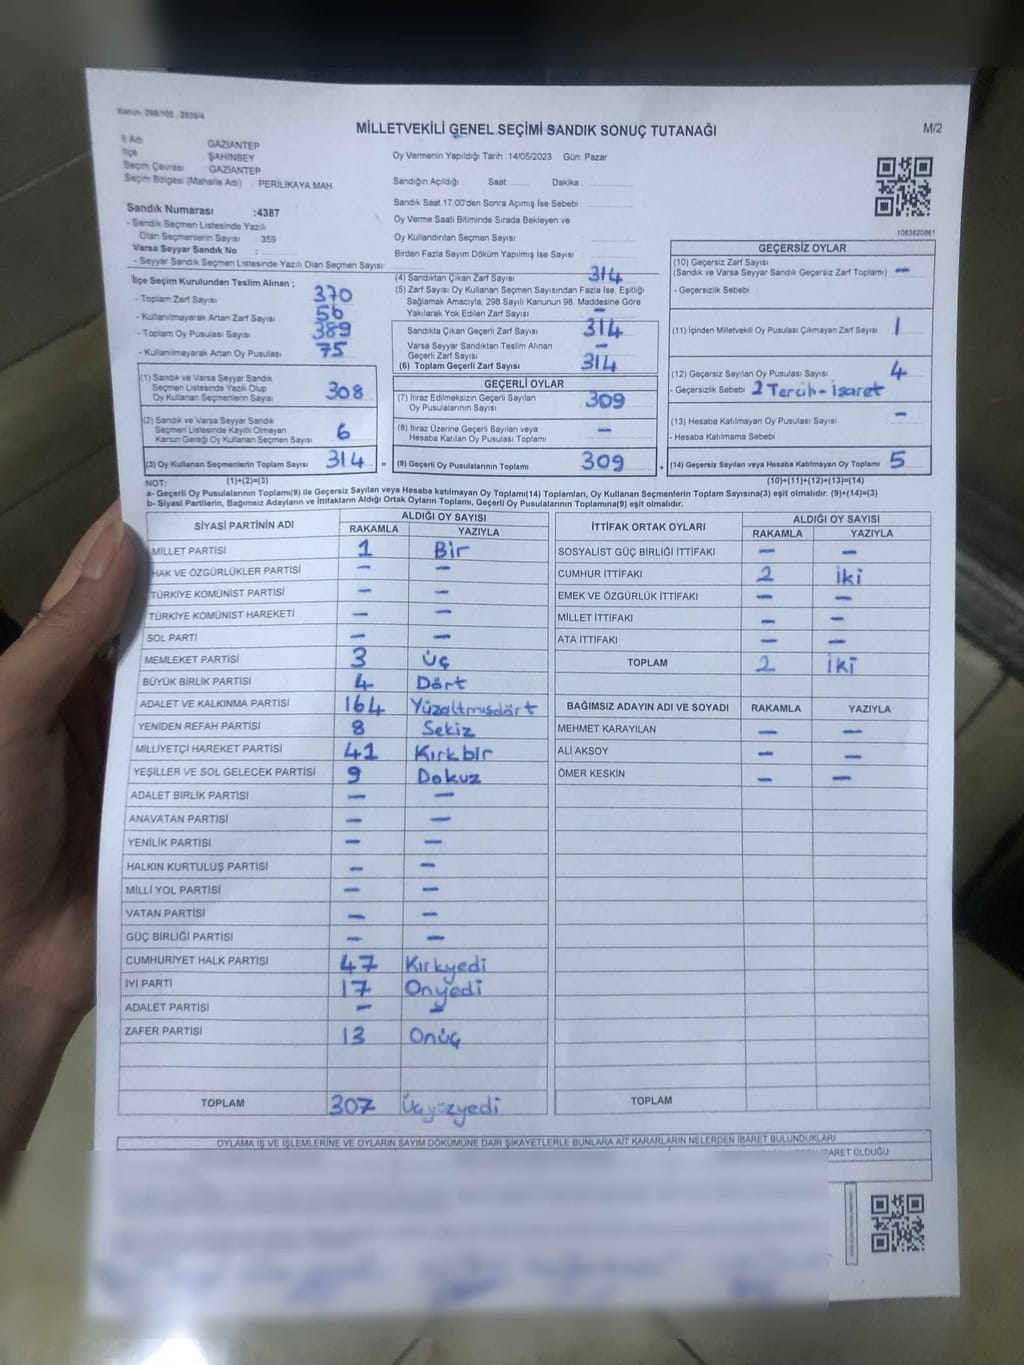 Kanun: 298/105 , 2839/4
MİLLETVEKİLİ GENEL SEÇİMİ SANDIK SONUÇ TUTANAĞI
M/2
İl Adı GAZİANTEP
İlçe ŞAHİNBEY
Seçim Çevresi GAZİANTEP
Seçim Bölgesi (Mahalle Adı) : PERİLİKAYA MAH
Sandık Numarası :4387
- Sandık Seçmen Listesinde Yazılı
Olan Seçmenlerin Sayısı : 359
Varsa Seyyar Sandık No :
- Seyyar Sandık Seçmen Listesinde Yazılı Olan Seçmen Sayısı:
Oy Vermenin Yapıldığı Tarih 14/05/2023 Gün: Pazar
Sandığın Açıldığı Saat Dakika :
Sandık Saat 17:00'den Sonra Açımış İse Sebebi :
Oy Verme Saati Bitiminde Sırada Bekleyen ve
Oy Kullandırılan Seçmen Sayısı
Birden Fazla Sayım Döküm Yapılmış İse Sayısı :
1083820861
İlçe Seçim Kurulundan Teslim Alınan ;
- Toplam Zarf Sayısı : 370
- Kullanılmayarak Artan Zarf Sayısı : 56
- Toplam Oy Pusulası Sayısı : 389
- Kullanılmayarak Artan Oy Pusulası : 75
(1) Sandık ve Varsa Seyyar Sandık
Seçmen Listesinde Yazılı Olup
Oy Kullanan Seçmenlerin Sayısı 308
(2) Sandık ve Varsa Seyyar Sandık
Seçmen Listesinde Kayıtlı Olmayan
Kanun Gereği Oy Kullanan Seçmen Sayısı 6
(3) Oy Kullanan Seçmenlerin Toplam Sayısı 314 =
(4) Sandıktan Çıkan Zarf Sayısı 314
(5) Zarf Sayısı Oy Kullanan Seçmen Sayısından Fazla İse, Eşitliği
Sağlamak Amacıyla; 298 Sayılı Kanunun 98. Maddesine Göre
Yakılarak Yok Edilen Zarf Sayısı : —
Sandıkta Çıkan Geçerli Zarf Sayısı 314
Varsa Seyyar Sandıktan Teslim Alınan
Geçerli Zarf Sayısı —
(6) Toplam Geçerli Zarf Sayısı 314
GEÇERLİ OYLAR
(7) İtiraz Edilmeksizin Geçerli Sayılan
Oy Pusulalarının Sayısı 309
(8) İtiraz Üzerine Geçerli Sayılan veya
Hesaba Katılan Oy Pusulası Toplamı —
(9) Geçerli Oy Pusulalarının Toplamı 309 +
GEÇERSİZ OYLAR
(10) Geçersiz Zarf Sayısı
(Sandık ve Varsa Seyyar Sandık Geçersiz Zarf Toplamı) —
- Geçersizlik Sebebi :
(11) İçinden Milletvekili Oy Pusulası Çıkmayan Zarf Sayısı 1
(12) Geçersiz Sayılan Oy Pusulası Sayısı 4
- Geçersizlik Sebebi 2 Tercih-İşaret
(13) Hesaba Katılmayan Oy Pusulası Sayısı —
- Hesaba Katılmama Sebebi :
(14) Geçersiz Sayılan veya Hesaba Katılmayan Oy Toplamı 5
NOT: (1)+(2)=(3) (10)+(11)+(12)+(13)=(14)
a- Geçerli Oy Pusulalarının Toplamı(9) ile Geçersiz Sayılan veya Hesaba katılmayan Oy Toplamı(14) Toplamları, Oy Kullanan Seçmenlerin Toplam Sayısına(3) eşit olmalıdır. (9)+(14)=(3)
b- Siyasi Partilerin, Bağımsız Adayların ve İttifakların Aldığı Ortak Oyların Toplamı, Geçerli Oy Pusulalarının Toplamına(9) eşit olmalıdır.
SİYASİ PARTİNİN ADI ALDIĞI OY SAYISI
RAKAMLA YAZIYLA
MİLLET PARTİSİ 1 Bir
HAK VE ÖZGÜRLÜKLER PARTİSİ — —
TÜRKİYE KOMÜNİST PARTİSİ — —
TÜRKİYE KOMÜNİST HAREKETİ — —
SOL PARTİ — —
MEMLEKET PARTİSİ 3 Üç
BÜYÜK BİRLİK PARTİSİ 4 Dört
ADALET VE KALKINMA PARTİSİ 164 Yüzaltmışdört
YENİDEN REFAH PARTİSİ 8 Sekiz
MİLLİYETÇİ HAREKET PARTİSİ 41 Kırkbir
YEŞİLLER VE SOL GELECEK PARTİSİ 9 Dokuz
ADALET BİRLİK PARTİSİ — —
ANAVATAN PARTİSİ — —
YENİLİK PARTİSİ — —
HALKIN KURTULUŞ PARTİSİ — —
MİLLİ YOL PARTİSİ — —
VATAN PARTİSİ — —
GÜÇ BİRLİĞİ PARTİSİ — —
CUMHURİYET HALK PARTİSİ 47 Kırkyedi
İYİ PARTİ 17 Onyedi
ADALET PARTİSİ — —
ZAFER PARTİSİ 13 Onüç
TOPLAM 307 Üçyüzyedi
İTTİFAK ORTAK OYLARI ALDIĞI OY SAYISI
RAKAMLA YAZIYLA
SOSYALİST GÜÇ BİRLİĞİ İTTİFAKI — —
CUMHUR İTTİFAKI 2 İki
EMEK VE ÖZGÜRLÜK İTTİFAKI — —
MİLLET İTTİFAKI — —
ATA İTTİFAKI — —
TOPLAM 2 İki
BAĞIMSIZ ADAYIN ADI VE SOYADI RAKAMLA YAZIYLA
MEHMET KARAYILAN — —
ALİ AKSOY — —
ÖMER KESKİN — —
TOPLAM
OYLAMA İŞ VE İŞLEMLERİNE VE OYLARIN SAYIM DÖKÜMÜNE DAİR ŞİKAYETLERLE BUNLARA AİT KARARLARIN NELERDEN İBARET BULUNDUKLARI
İBARET OLDUĞU